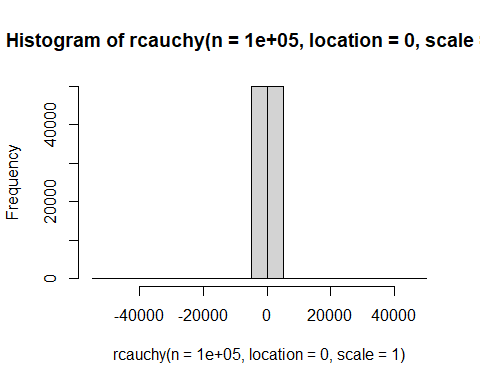 Histogram of rcauchy(n = 1e+05, location = 0, scale =
Frequency
40000
20000
0
-40000 -20000 0 20000 40000
rcauchy(n = 1e+05, location = 0, scale = 1)